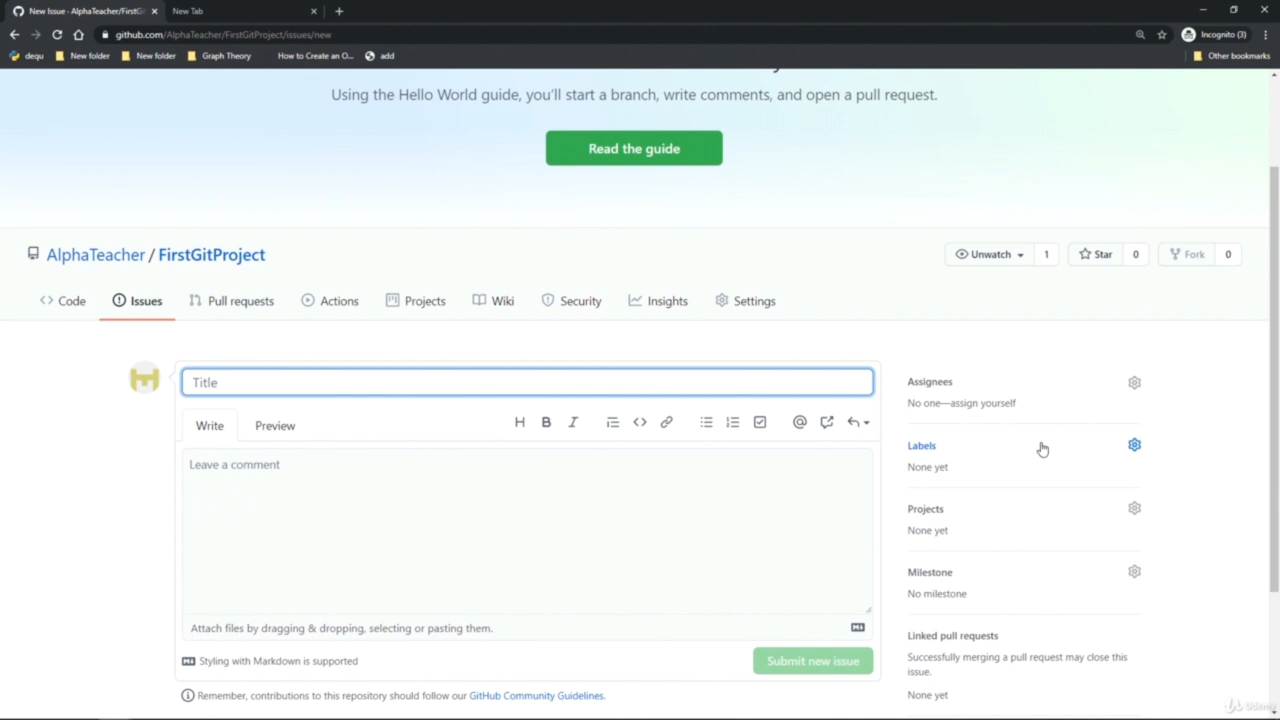 New Issue - AlphaTeacher/FirstGi
New Tab
github.com/AlphaTeacher/FirstGitProject/issues/new
Incognito (3)
dequ
New folder
New folder
Graph Theory
How to Create an O...
add
Other bookmarks
Using the Hello World guide, you'll start a branch, write comments, and open a pull request.
Read the guide
AlphaTeacher / FirstGitProject
Unwatch 1
Star 0
Fork 0
Code
Issues
Pull requests
Actions
Projects
Wiki
Security
Insights
Settings
Title
Write
Preview
Leave a comment
Attach files by dragging & dropping, selecting or pasting them.
Styling with Markdown is supported
Submit new issue
Remember, contributions to this repository should follow our GitHub Community Guidelines.
Assignees
No one—assign yourself
Labels
None yet
Projects
None yet
Milestone
No milestone
Linked pull requests
Successfully merging a pull request may close this
issue.
None yet
Udemy